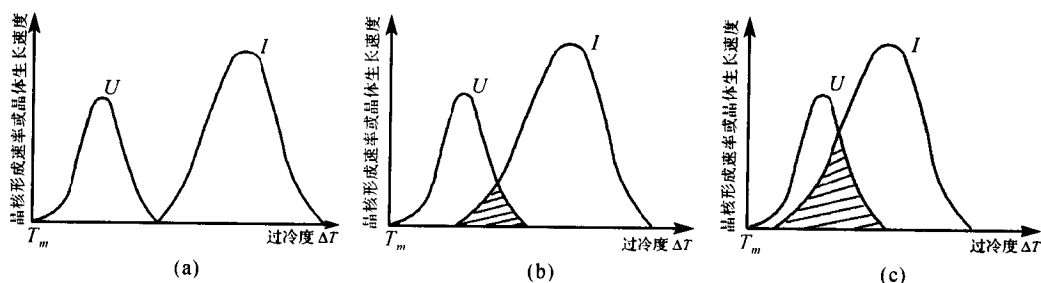 晶核形成速率或晶体生长速度
U
I
T_m
过冷度 ΔT
(a)
晶核形成速率或晶体生长速度
U
I
T_m
过冷度 ΔT
(b)
晶核形成速率或晶体生长速度
U
I
T_m
过冷度 ΔT
(c)